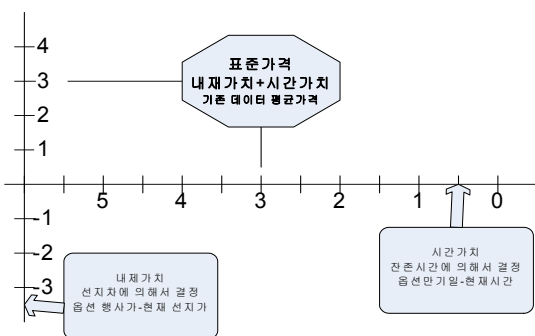 4
표준가격
내재가치+시간가치
기존 데이터 평균가격
3
2
1
5 4 3 2 1 0
-1
-2
-3
내제가치
선지차에 의해서 결정
옵션 행사가-현재 선지가
시간가치
잔존시간에 의해서 결정
옵션만기일-현재시간